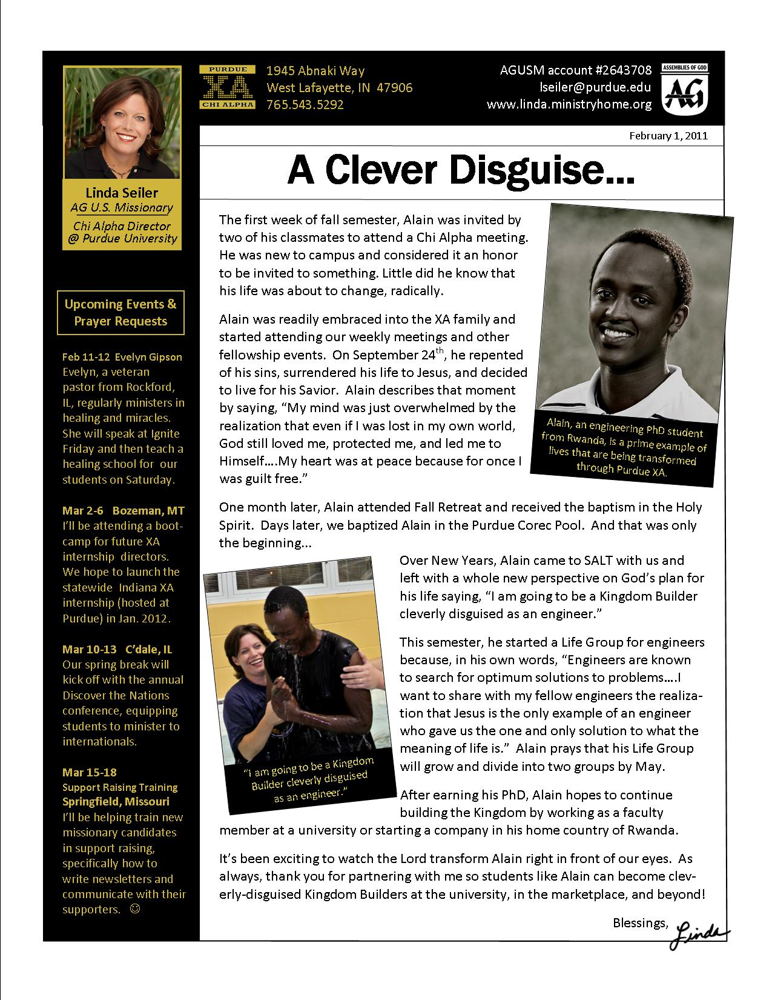 PURDUE
XA
CHI ALPHA
1945 Abnaki Way
West Lafayette, IN  47906
765.543.5292
AGUSM account #2643708
lseiler@purdue.edu
www.linda.ministryhome.org
ASSEMBLIES OF GOD
AG
Linda Seiler
AG U.S. Missionary
Chi Alpha Director
@ Purdue University
Upcoming Events &
Prayer Requests
Feb 11-12  Evelyn Gipson
Evelyn, a veteran
pastor from Rockford,
IL, regularly ministers in
healing and miracles.
She will speak at Ignite
Friday and then teach a
healing school for  our
students on Saturday.
Mar 2-6   Bozeman, MT
I'll be attending a boot-
camp for future XA
internship  directors.
We hope to launch the
statewide  Indiana XA
internship (hosted at
Purdue) in Jan. 2012.
Mar 10-13   C'dale, IL
Our spring break will
kick off with the annual
Discover the Nations
conference, equipping
students to minister to
internationals.
Mar 15-18
Support Raising Training
Springfield, Missouri
I'll be helping train new
missionary candidates
in support raising,
specifically how to
write newsletters and
communicate with their
supporters.  ☺
February 1, 2011
A Clever Disguise...
The first week of fall semester, Alain was invited by
two of his classmates to attend a Chi Alpha meeting.
He was new to campus and considered it an honor
to be invited to something. Little did he know that
his life was about to change, radically.
Alain was readily embraced into the XA family and
started attending our weekly meetings and other
fellowship events.  On September 24th, he repented
of his sins, surrendered his life to Jesus, and decided
to live for his Savior.  Alain describes that moment
by saying, “My mind was just overwhelmed by the
realization that even if I was lost in my own world,
God still loved me, protected me, and led me to
Himself….My heart was at peace because for once I
was guilt free.”
Alain, an engineering PhD student
from Rwanda, is a prime example of
lives that are being transformed
through Purdue XA.
One month later, Alain attended Fall Retreat and received the baptism in the Holy
Spirit.  Days later, we baptized Alain in the Purdue Corec Pool.  And that was only
the beginning...
Over New Years, Alain came to SALT with us and
left with a whole new perspective on God’s plan for
his life saying, “I am going to be a Kingdom Builder
cleverly disguised as an engineer.”
This semester, he started a Life Group for engineers
because, in his own words, “Engineers are known
to search for optimum solutions to problems….I
want to share with my fellow engineers the realiza-
tion that Jesus is the only example of an engineer
who gave us the one and only solution to what the
meaning of life is.”  Alain prays that his Life Group
will grow and divide into two groups by May.
“I am going to be a Kingdom
Builder cleverly disguised
as an engineer.”
After earning his PhD, Alain hopes to continue
building the Kingdom by working as a faculty
member at a university or starting a company in his home country of Rwanda.
It’s been exciting to watch the Lord transform Alain right in front of our eyes.  As
always, thank you for partnering with me so students like Alain can become clev-
erly-disguised Kingdom Builders at the university, in the marketplace, and beyond!
Blessings,
Linda